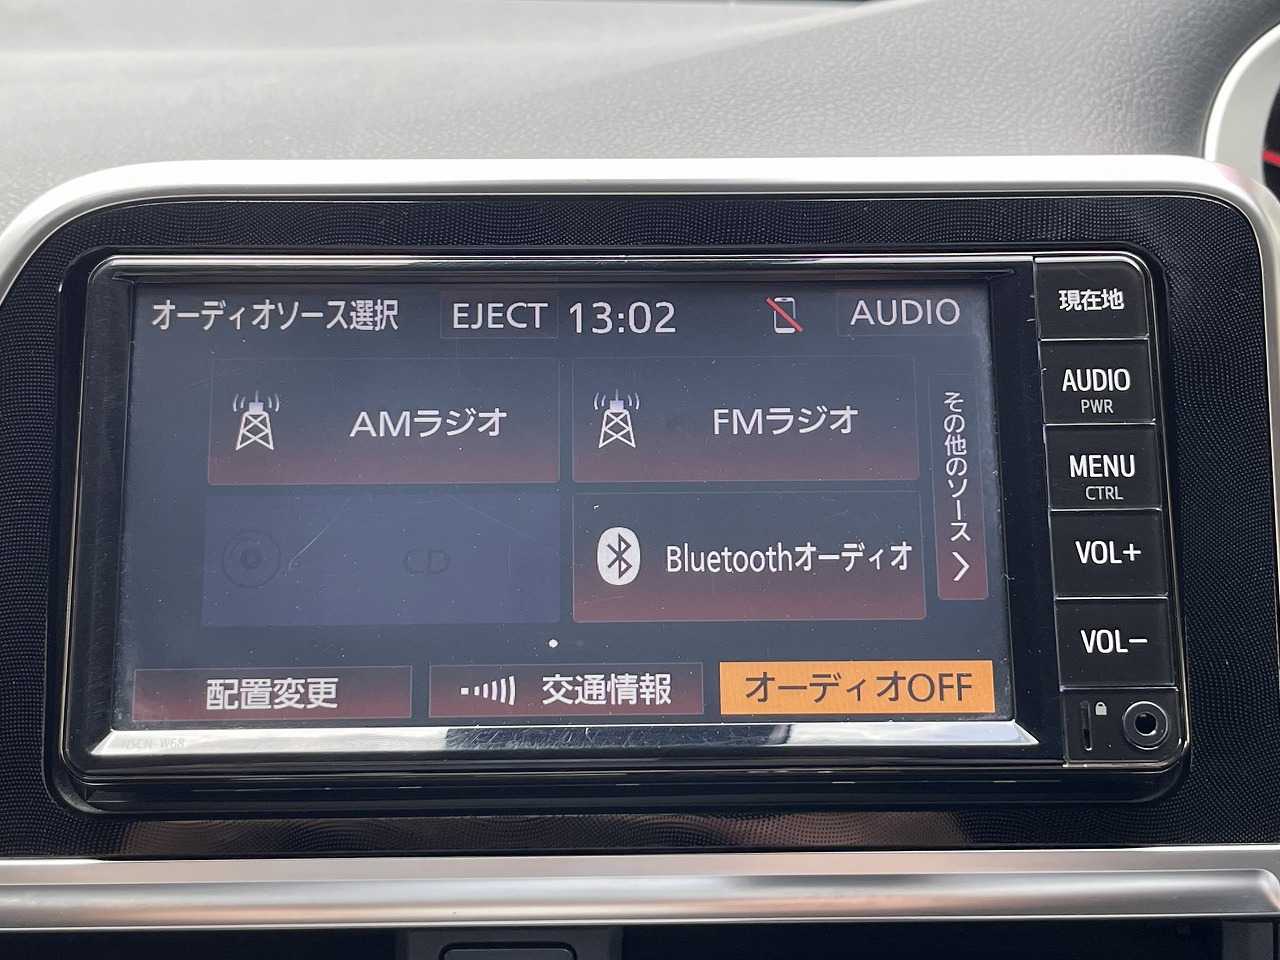 オーディオソース選択 EJECT 13:02 AUDIO
AMラジオ
FMラジオ
CD
Bluetoothオーディオ
その他のソース
配置変更
交通情報
オーディオOFF
現在地
AUDIO
PWR
MENU
CTRL
VOL+
VOL−
NSCN-W68